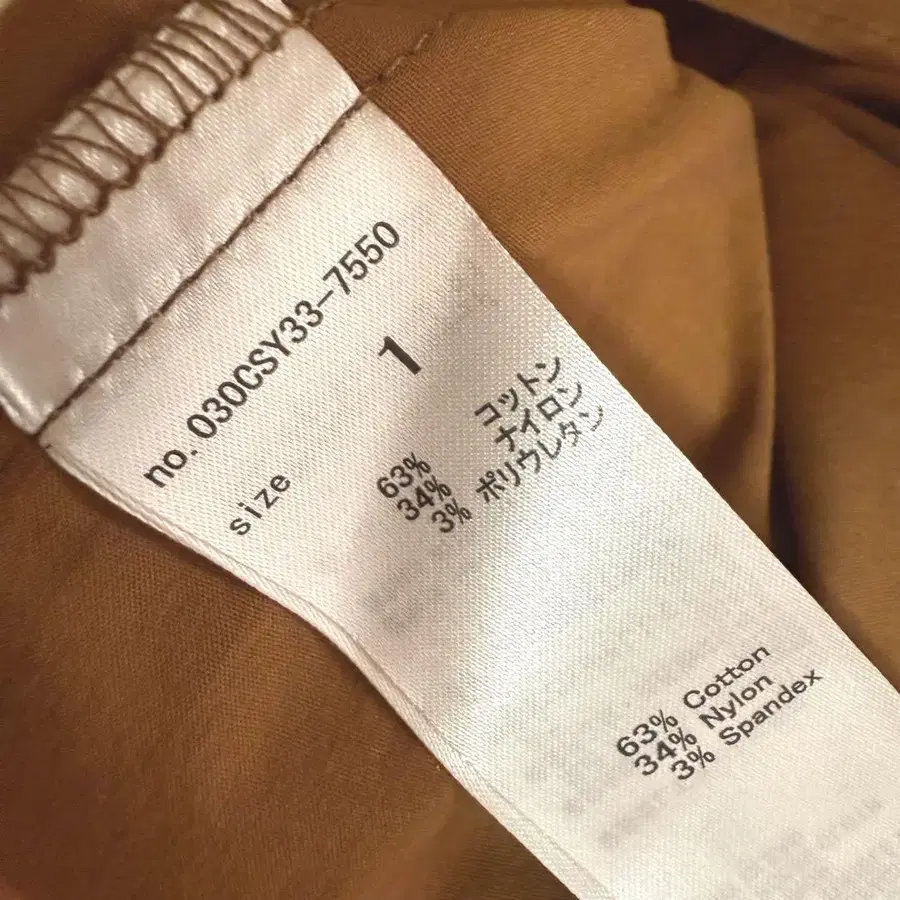 no.030CSY33-7550
size 1
63% コットン
34% ナイロン
3% ポリウレタン
63% Cotton
34% Nylon
3% Spandex